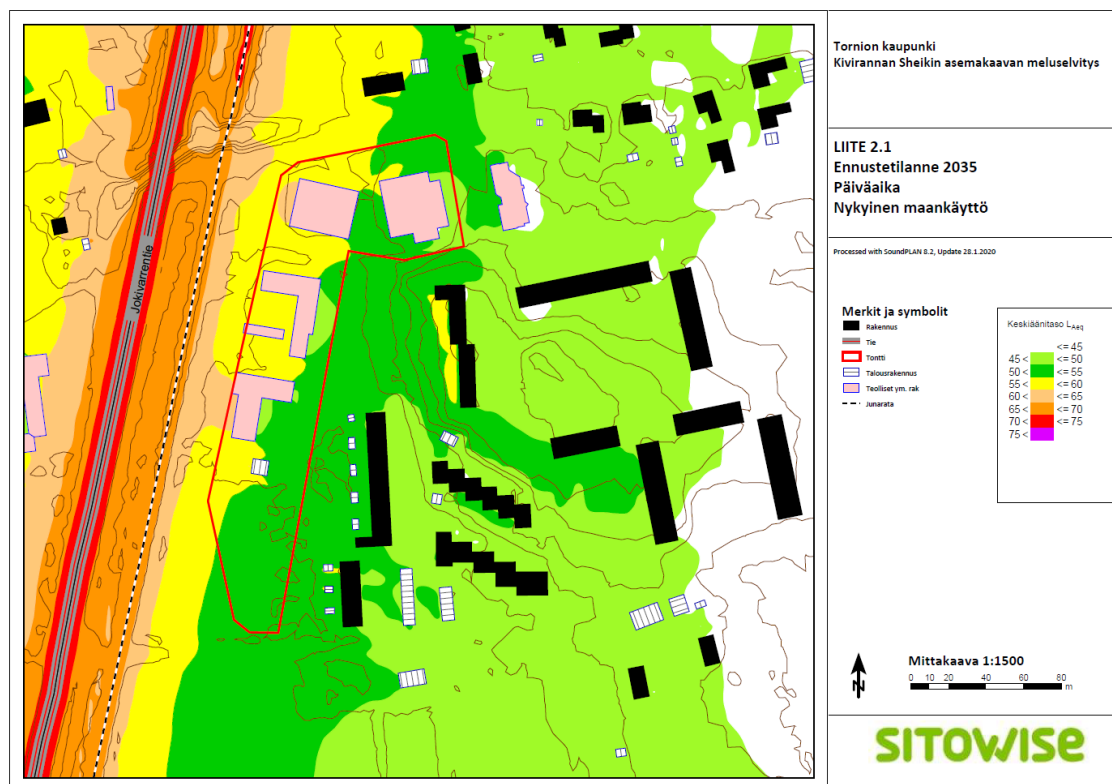 Tornion kaupunki
Kivirannan Sheikin asemakaavan meluselvitys
LIITE 2.1
Ennustetilanne 2035
Päiväaika
Nykyinen maankäyttö
Processed with SoundPLAN 8.2, Update 28.1.2020
Merkit ja symbolit
Rakennus
Tie
Tontti
Talousrakennus
Teolliset ym. rak
Junarata
Keskiäänitaso LAeq
<= 45
45 < <= 50
50 < <= 55
55 < <= 60
60 < <= 65
65 < <= 70
70 < <= 75
75 <
Jokivarrentie
N
Mittakaava 1:1500
0 10 20 40 60 80
m
SITOWISE